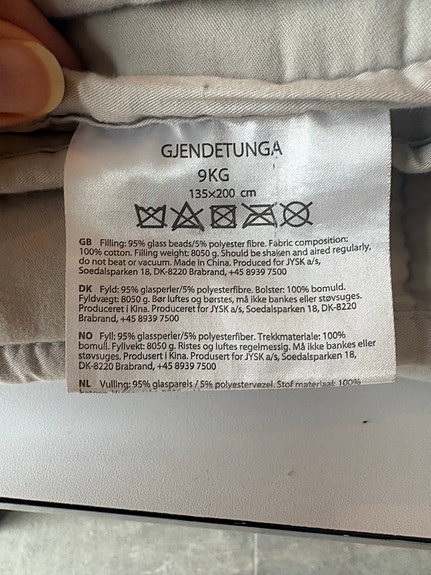 GJENDETUNGA
9KG
135x200 cm
GB Filling: 95% glass beads/5% polyester fibre. Fabric composition:
100% cotton. Filling weight: 8050 g. Should be shaken and aired regularly,
do not beat or vacuum. Made in China. Produced for JYSK a/s,
Soedalsparken 18, DK-8220 Brabrand, +45 8939 7500
DK Fyld: 95% glasperler/5% polyesterfibre. Bolster: 100% bomuld.
Fyldvægt: 8050 g. Bør luftes og børstes, må ikke bankes eller støvsuges.
Produceret i Kina. Produceret for JYSK a/s, Soedalsparken 18, DK-8220
Brabrand, +45 8939 7500
NO Fyll: 95% glassperler/5% polyesterfiber. Trekkmateriale: 100%
bomull. Fyllvekt: 8050 g. Ristes og luftes regelmessig. Må ikke bankes eller
støvsuges. Produsert i Kina. Produsert for JYSK a/s, Soedalsparken 18,
DK-8220 Brabrand, +45 8939 7500
NL Vulling: 95% glasparels / 5% polyestervezel. Stof materiaal: 100%